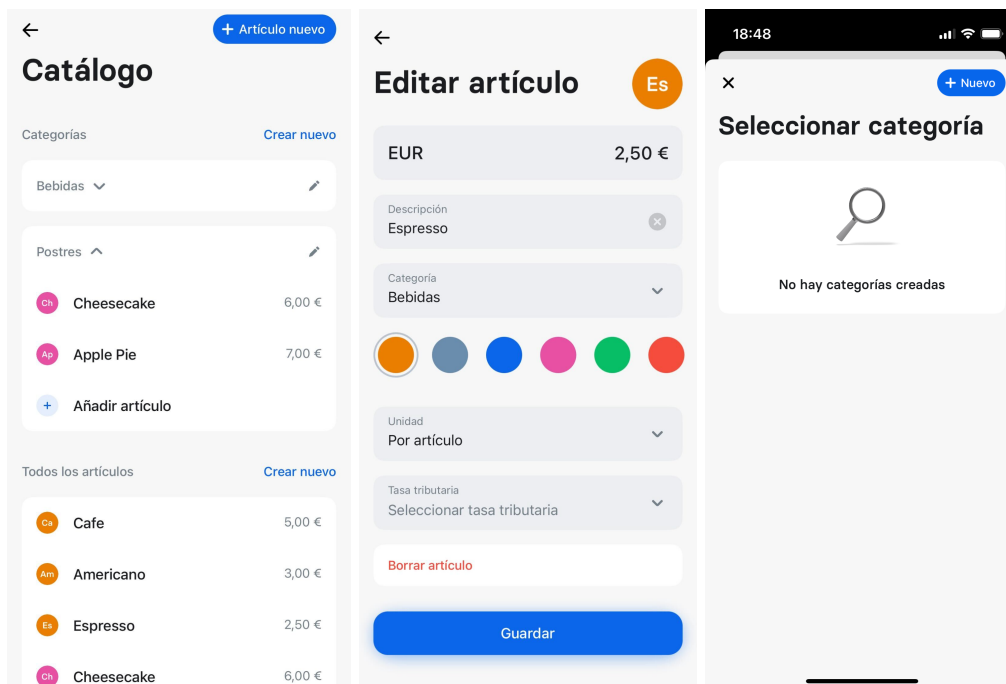 + Artículo nuevo
Catálogo
Categorías
Crear nuevo
Bebidas
Postres
Ch
Cheesecake
6,00 €
Ap
Apple Pie
7,00 €
+
Añadir artículo
Todos los artículos
Crear nuevo
Ca
Cafe
5,00 €
Am
Americano
3,00 €
Es
Espresso
2,50 €
Ch
Cheesecake
6,00 €
Editar artículo
Es
EUR
2,50 €
Descripción
Espresso
Categoría
Bebidas
Unidad
Por artículo
Tasa tributaria
Seleccionar tasa tributaria
Borrar artículo
Guardar
18:48
+ Nuevo
Seleccionar categoría
No hay categorías creadas